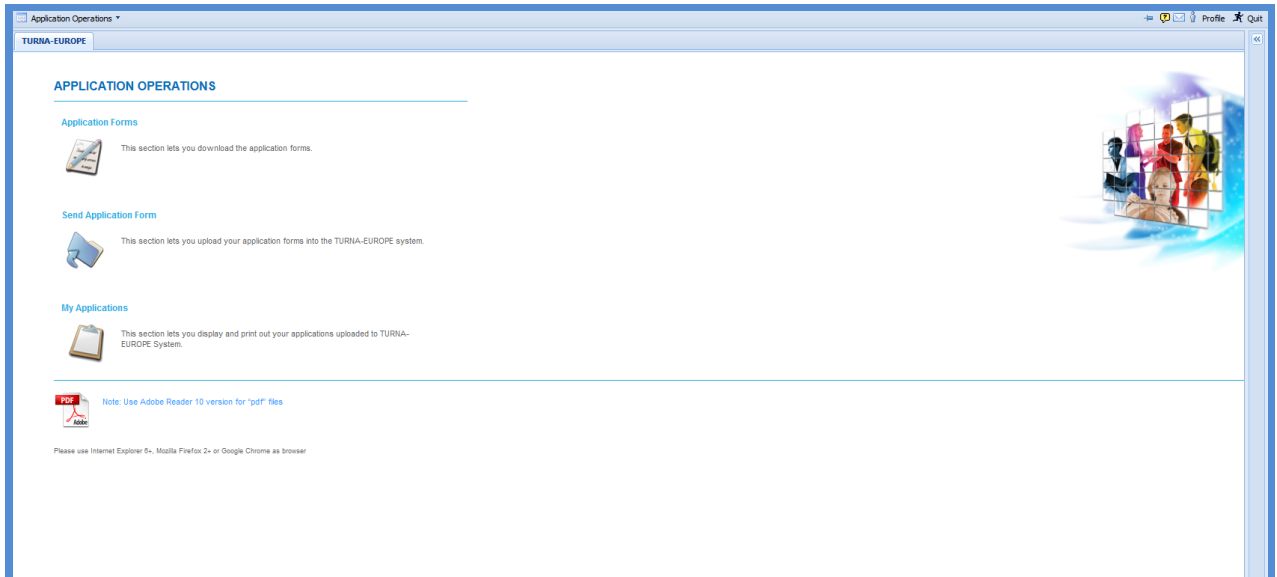 Application Operations
Profile Quit
TURNA-EUROPE
APPLICATION OPERATIONS
Application Forms
This section lets you download the application forms.
Send Application Form
This section lets you upload your application forms into the TURNA-EUROPE system.
My Applications
This section lets you display and print out your applications uploaded to TURNA-
EUROPE System.
PDF
Adobe
Note: Use Adobe Reader 10 version for "pdf" files
Please use Internet Explorer 6+, Mozilla Firefox 2+ or Google Chrome as browser